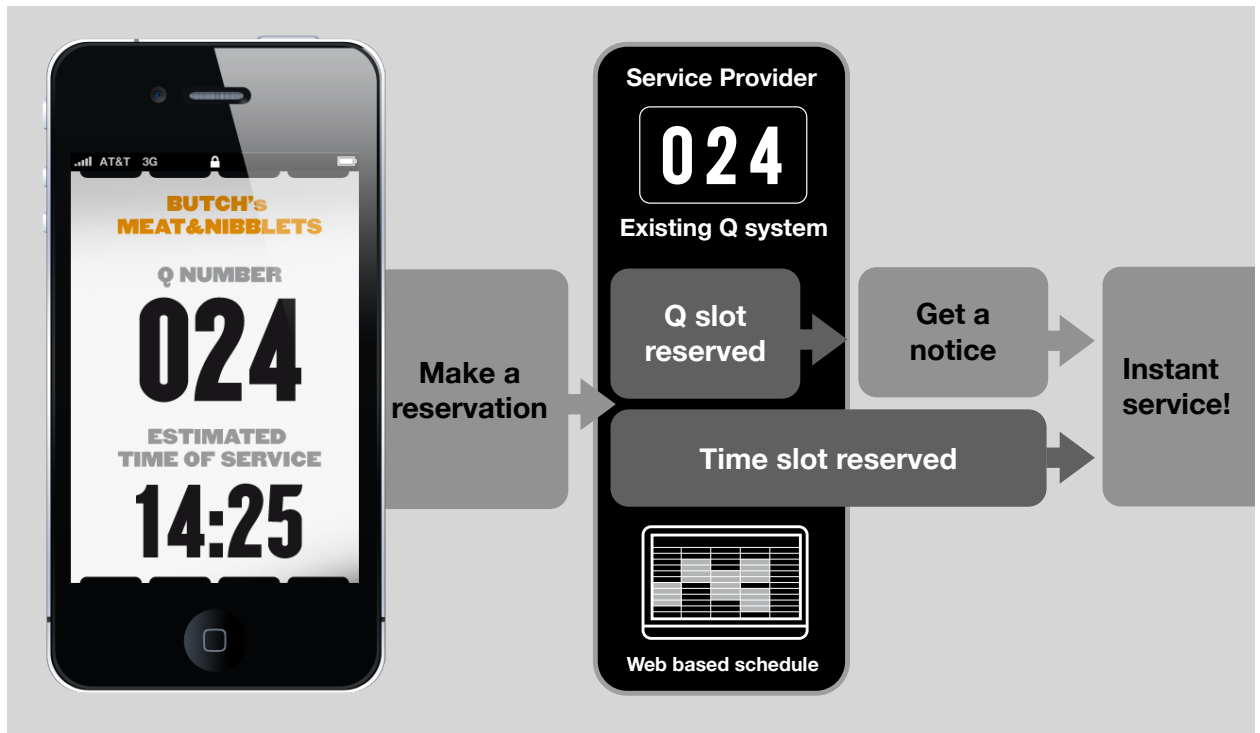 AT&T 3G
BUTCH's
MEAT&NIBBLETS
Q NUMBER
024
ESTIMATED
TIME OF SERVICE
14:25
Make a
reservation
Service Provider
024
Existing Q system
Q slot
reserved
Time slot reserved
Web based schedule
Get a
notice
Instant
service!